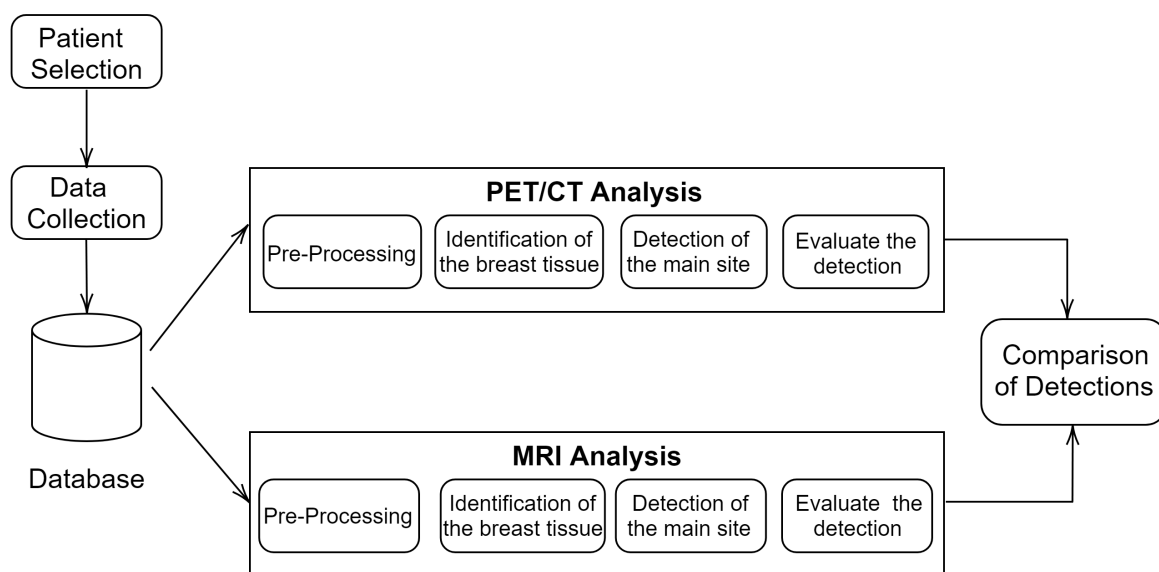 Patient
Selection
Data
Collection
Database
PET/CT Analysis
Pre-Processing
Identification of
the breast tissue
Detection of
the main site
Evaluate the
detection
MRI Analysis
Pre-Processing
Identification of
the breast tissue
Detection of
the main site
Evaluate the
detection
Comparison
of Detections